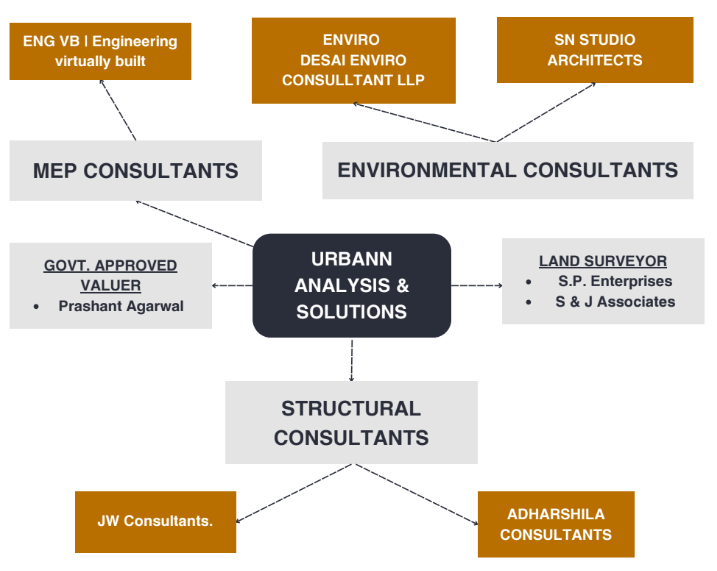 ENG VB | Engineering
virtually built
ENVIRO
DESAI ENVIRO
CONSULLTANT LLP
SN STUDIO
ARCHITECTS
MEP CONSULTANTS
ENVIRONMENTAL CONSULTANTS
GOVT. APPROVED
VALUER
• Prashant Agarwal
URBANN
ANALYSIS &
SOLUTIONS
LAND SURVEYOR
• S.P. Enterprises
• S & J Associates
STRUCTURAL
CONSULTANTS
JW Consultants.
ADHARSHILA
CONSULTANTS